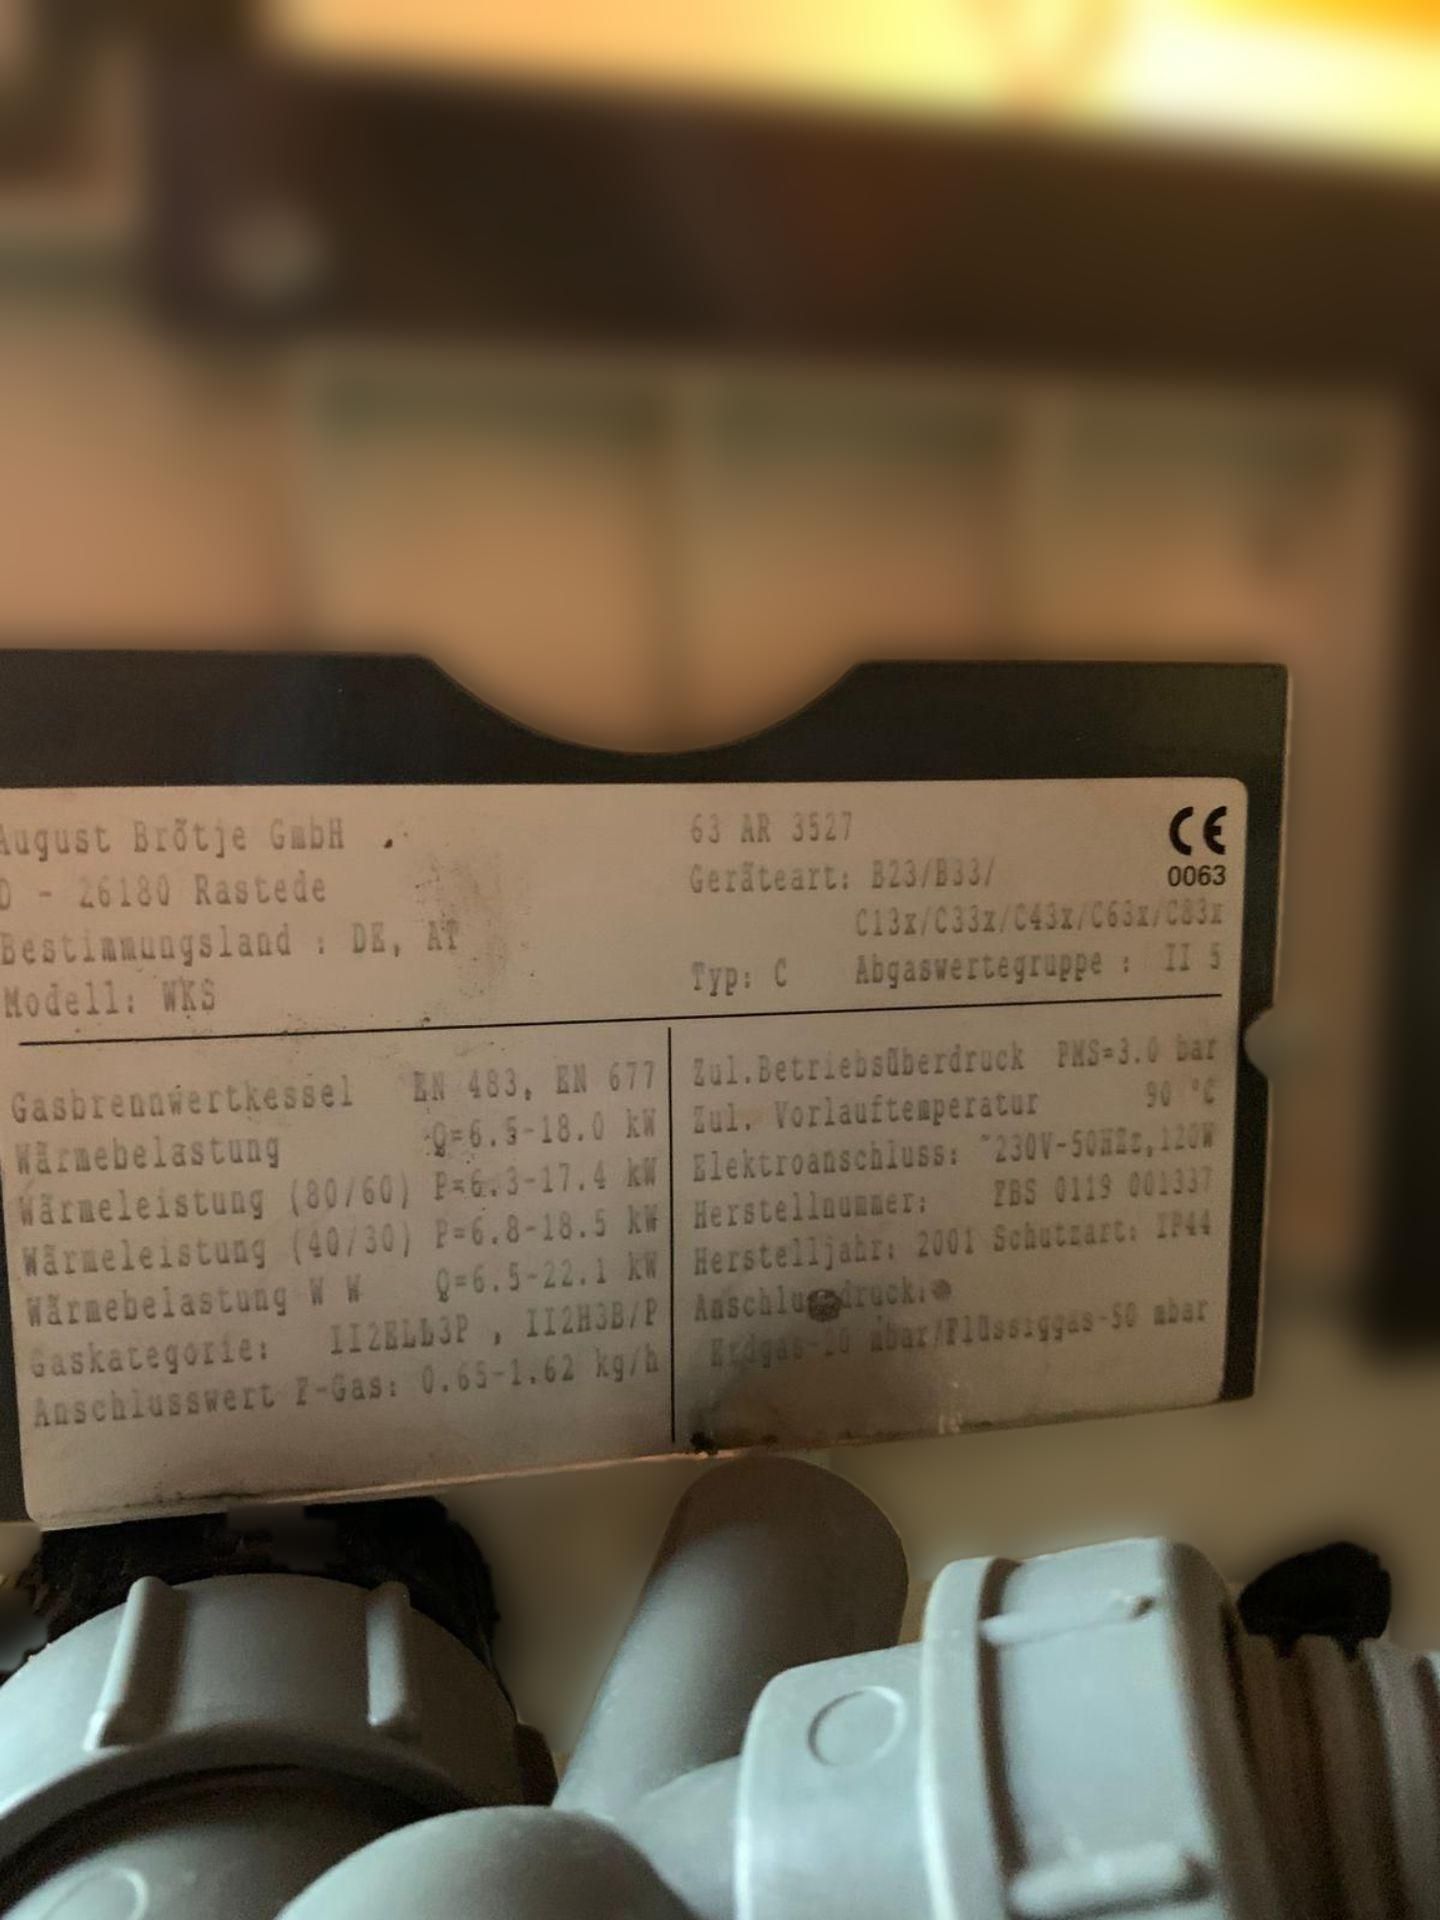 August Brötje GmbH
D - 26180 Rastede
Bestimmungsland : DE, AT
Modell: WKS
63 AR 3527
Geräteart: B23/B33/
C13x/C33x/C43x/C63x/C83x
Typ: C Abgaswertegruppe : II 5
CE
0063
Gasbrennwertkessel EN 483, EN 677
Wärmebelastung Q=6.5-18.0 kW
Wärmeleistung (80/60) P=6.3-17.4 kW
Wärmeleistung (40/30) P=6.8-18.5 kW
Wärmebelastung W W Q=6.5-22.1 kW
Gaskategorie: II2ELL3P , II2H3B/P
Anschlusswert F-Gas: 0.65-1.62 kg/h
Zul.Betriebsüberdruck PMS=3.0 bar
Zul. Vorlauftemperatur 90 °C
Elektroanschluss: ~230V-50HZ,120W
Herstellnummer: 0119 001337
Herstelljahr: 2001 Schutzart: IP44
Anschlussdruck:
Erdgas-20 mbar/Flüssiggas-50 mbar